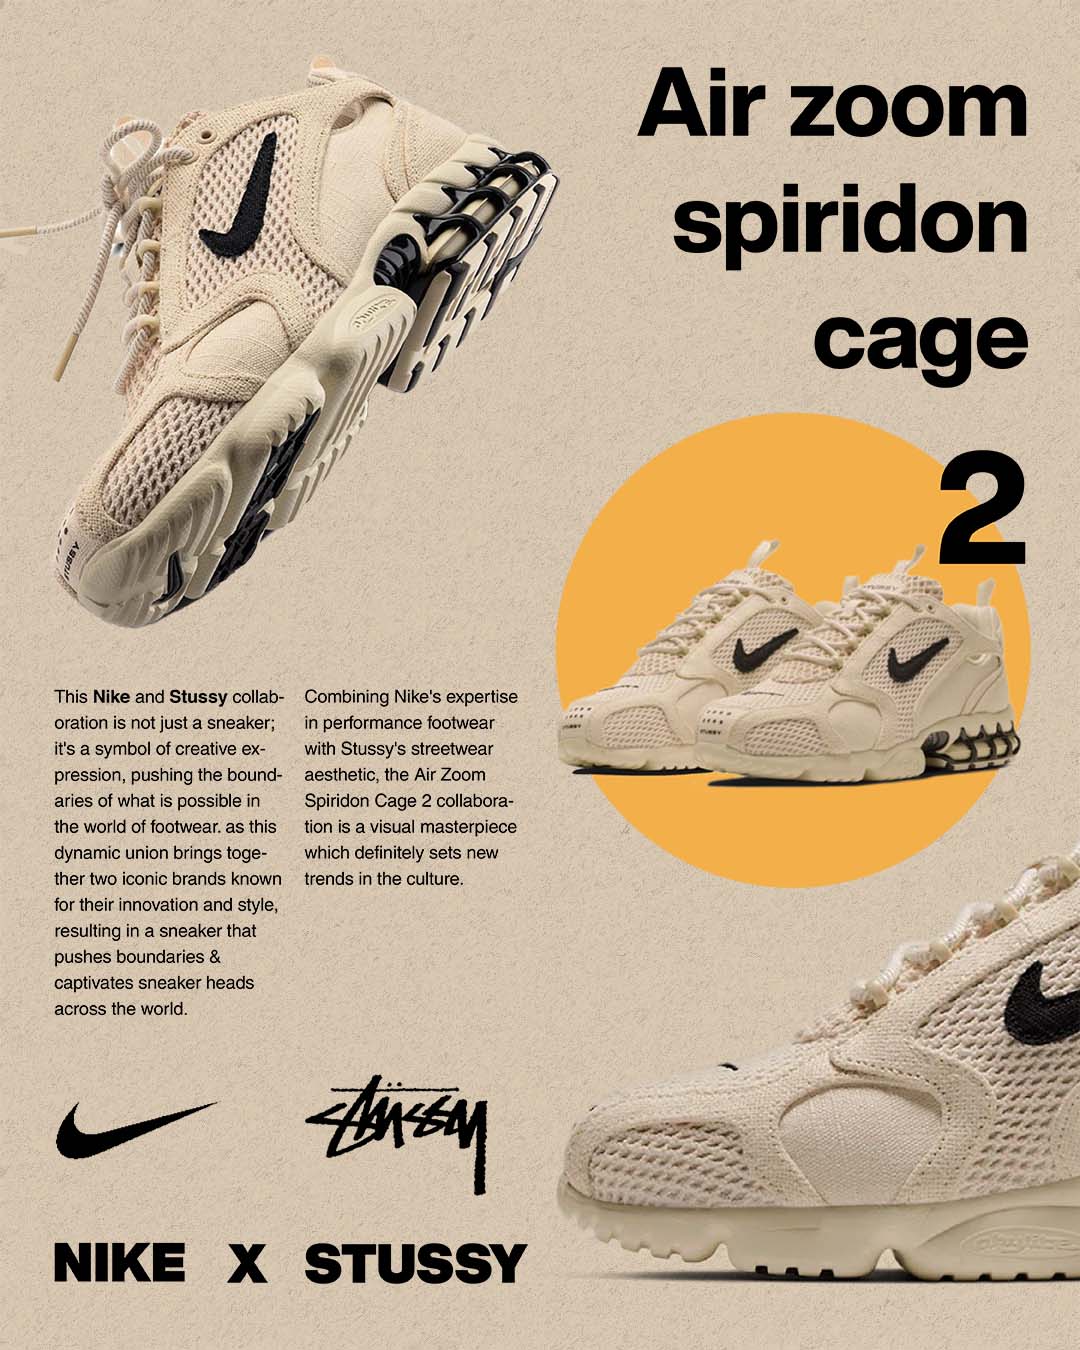 Air zoom
spiridon
cage
2
This Nike and Stussy collab-
oration is not just a sneaker;
it's a symbol of creative ex-
pression, pushing the bound-
aries of what is possible in
the world of footwear. as this
dynamic union brings toge-
ther two iconic brands known
for their innovation and style,
resulting in a sneaker that
pushes boundaries &
captivates sneaker heads
across the world.
Combining Nike's expertise
in performance footwear
with Stussy's streetwear
aesthetic, the Air Zoom
Spiridon Cage 2 collabora-
tion is a visual masterpiece
which definitely sets new
trends in the culture.
STUSSY
STUSSY
STUSSY
Stüssy
NIKE X STUSSY